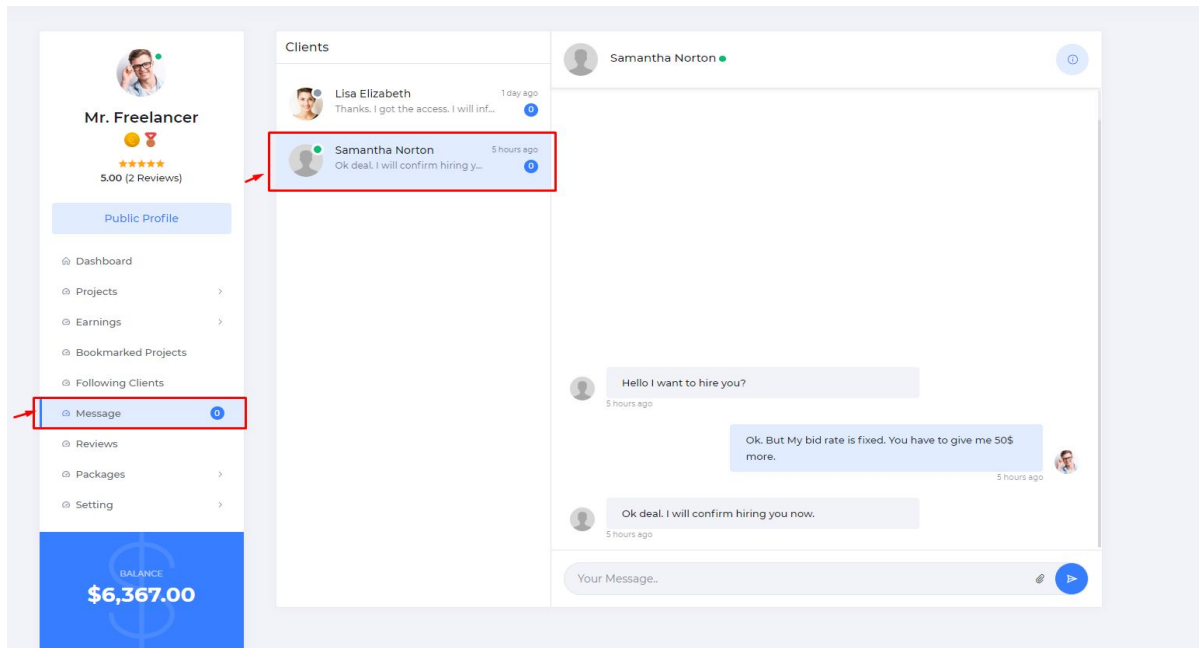 Mr. Freelancer
5.00 (2 Reviews)
Public Profile
Dashboard
Projects
Earnings
Bookmarked Projects
Following Clients
Message 0
Reviews
Packages
Setting
BALANCE
$6,367.00
Clients
Lisa Elizabeth 1 day ago
Thanks. I got the access. I will inf... 0
Samantha Norton 5 hours ago
Ok deal. I will confirm hiring y... 0
Samantha Norton
Hello I want to hire you?
5 hours ago
Ok. But My bid rate is fixed. You have to give me 50$
more.
5 hours ago
Ok deal. I will confirm hiring you now.
5 hours ago
Your Message..